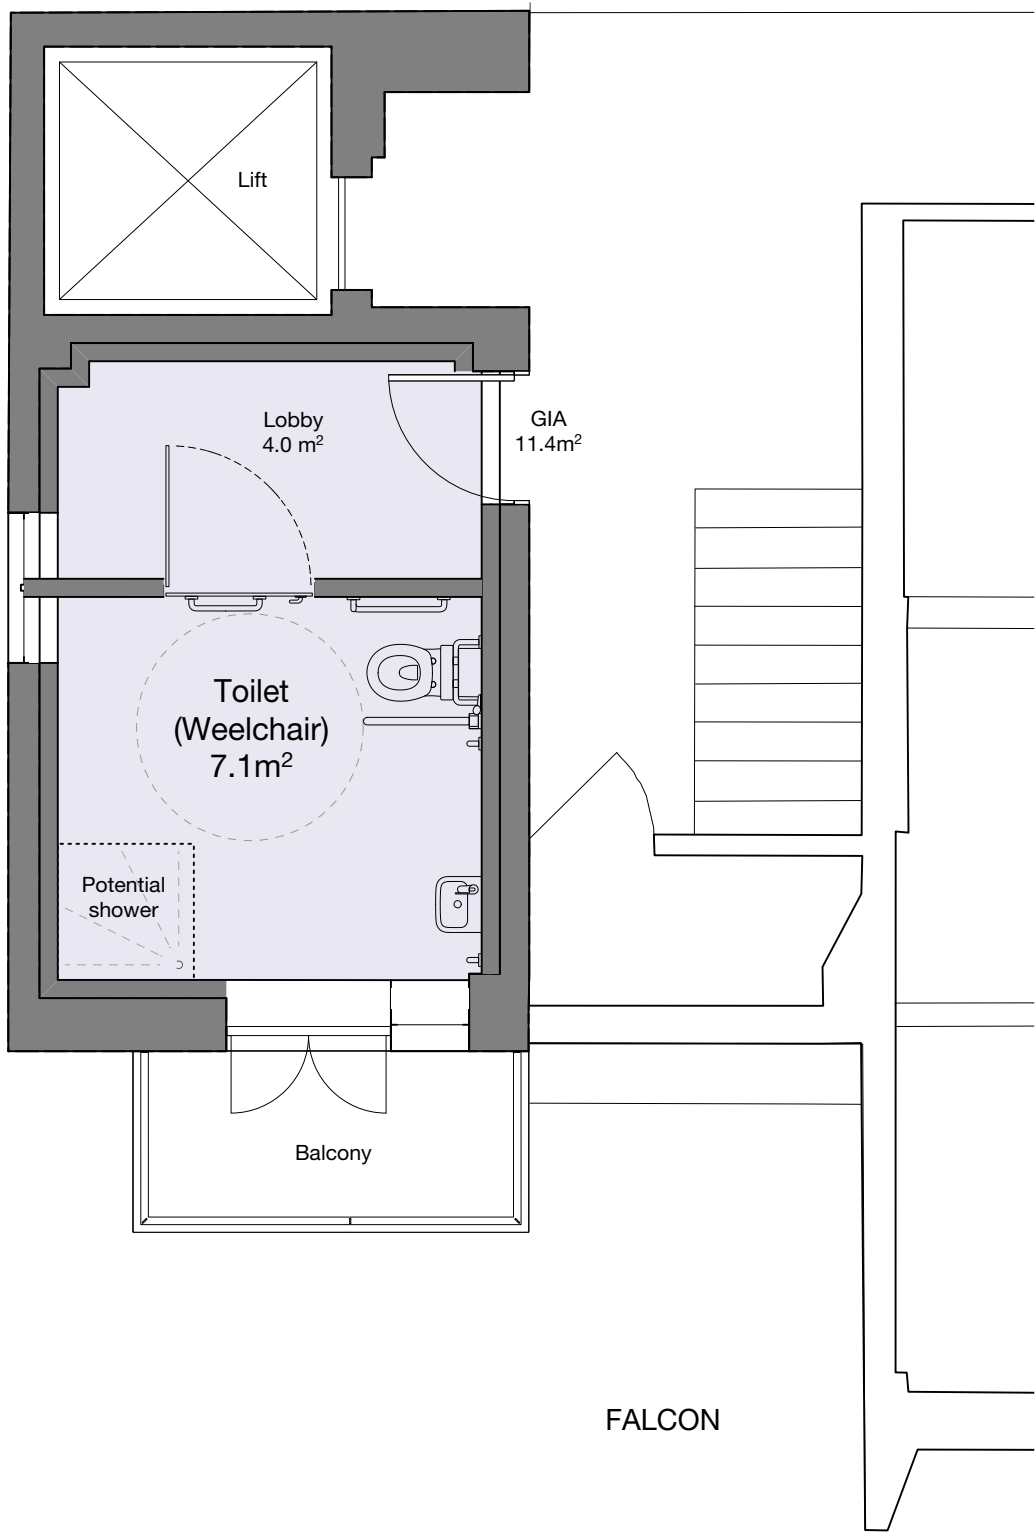 Lift
Lobby
4.0 m²
GIA
11.4m²
Toilet
(Weelchair)
7.1m²
Potential
shower
Balcony
FALCON